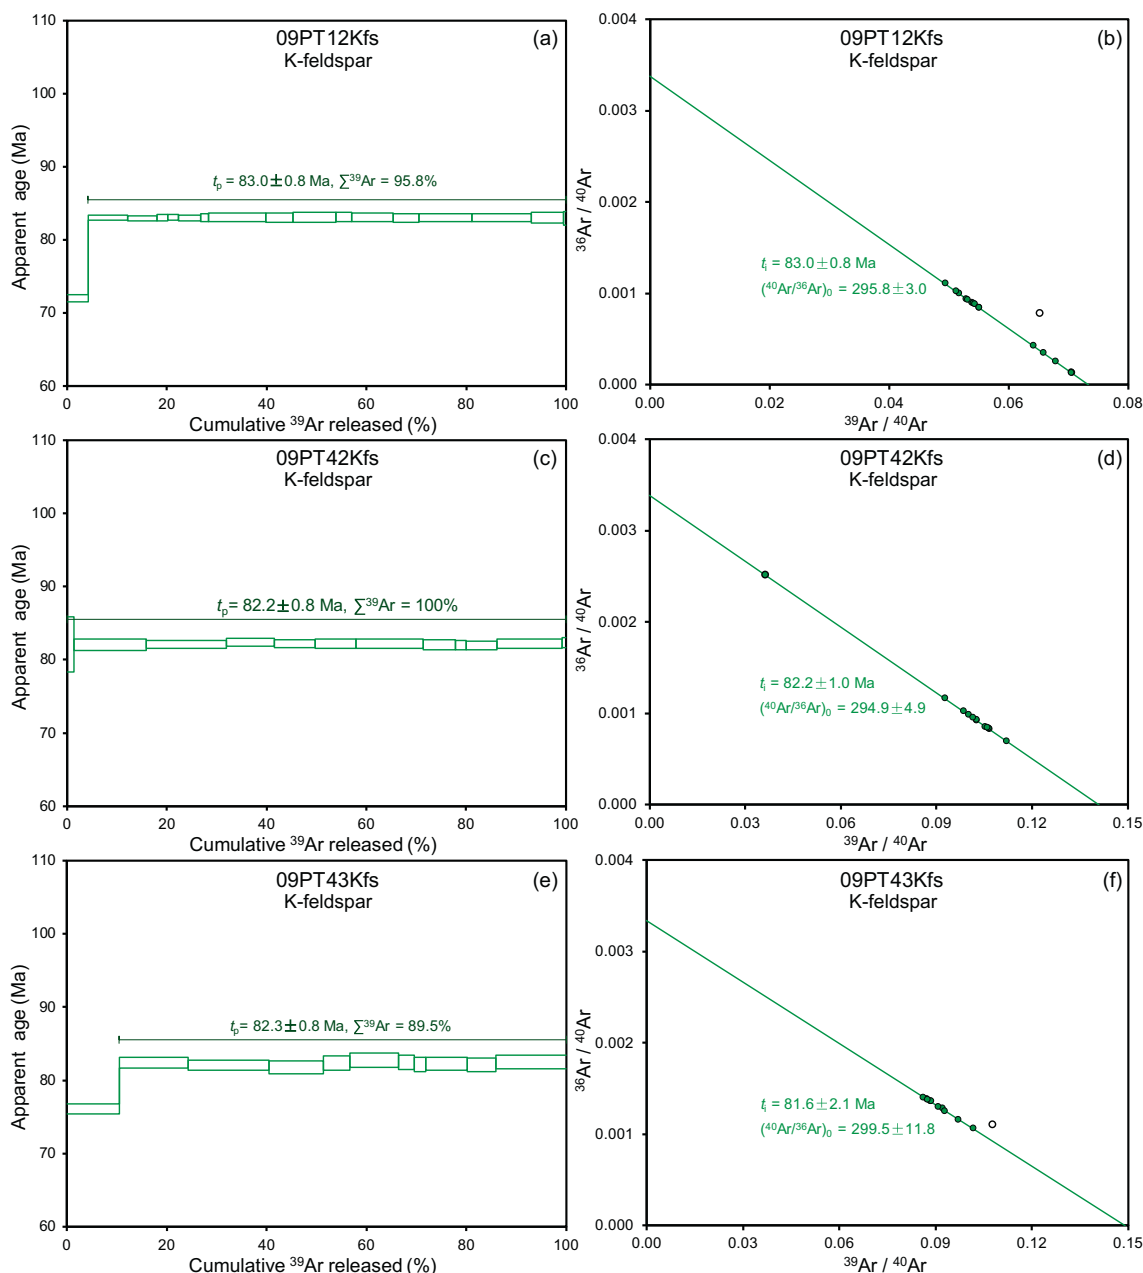 09PT12Kfs
K-feldspar
(a)
110
100
90
80
70
60
Apparent age (Ma)
tₚ = 83.0±0.8 Ma, ∑³⁹Ar = 95.8%
0 20 40 60 80 100
Cumulative ³⁹Ar released (%)
09PT12Kfs
K-feldspar
(b)
0.004
0.003
0.002
0.001
0.000
³⁶Ar / ⁴⁰Ar
tᵢ = 83.0±0.8 Ma
(⁴⁰Ar/³⁶Ar)₀ = 295.8±3.0
0.00 0.02 0.04 0.06 0.08
³⁹Ar / ⁴⁰Ar
09PT42Kfs
K-feldspar
(c)
110
100
90
80
70
60
Apparent age (Ma)
tₚ= 82.2±0.8 Ma, ∑³⁹Ar = 100%
0 20 40 60 80 100
Cumulative ³⁹Ar released (%)
09PT42Kfs
K-feldspar
(d)
0.004
0.003
0.002
0.001
0.000
³⁶Ar / ⁴⁰Ar
tᵢ = 82.2±1.0 Ma
(⁴⁰Ar/³⁶Ar)₀ = 294.9±4.9
0.00 0.03 0.06 0.09 0.12 0.15
³⁹Ar / ⁴⁰Ar
09PT43Kfs
K-feldspar
(e)
110
100
90
80
70
60
Apparent age (Ma)
tₚ= 82.3±0.8 Ma, ∑³⁹Ar = 89.5%
0 20 40 60 80 100
Cumulative ³⁹Ar released (%)
09PT43Kfs
K-feldspar
(f)
0.004
0.003
0.002
0.001
0.000
³⁶Ar / ⁴⁰Ar
tᵢ = 81.6±2.1 Ma
(⁴⁰Ar/³⁶Ar)₀ = 299.5±11.8
0.00 0.03 0.06 0.09 0.12 0.15
³⁹Ar / ⁴⁰Ar